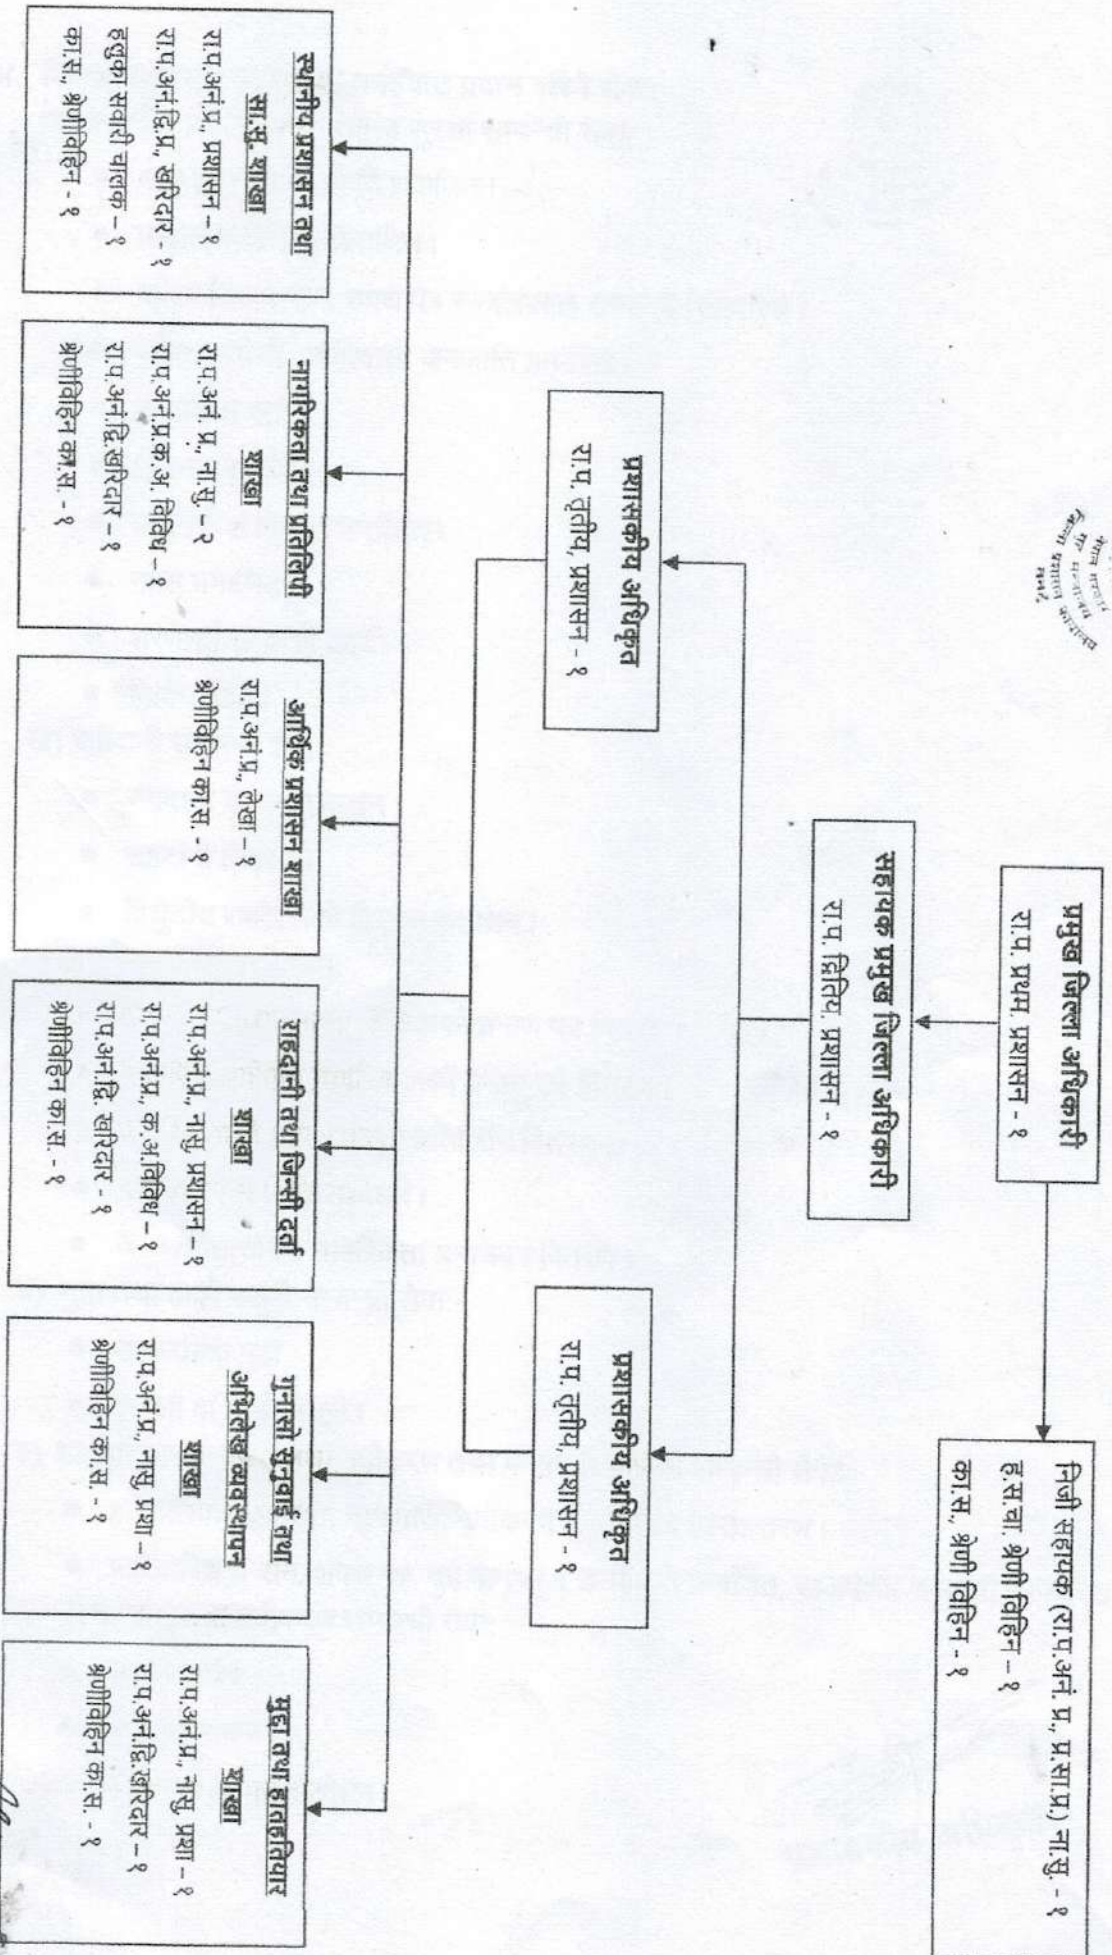 प्रमुख जिल्ला अधिकारी
रा.प. प्रथम, प्रशासन - १
निजी सहायक (रा.प.अनं. प्र., प्र.सा.प्र.) ना.सु. - १
ह.स.चा. श्रेणी विहिन – १
का.स., श्रेणी विहिन - १
सहायक प्रमुख जिल्ला अधिकारी
रा.प. द्वितिय, प्रशासन - १
प्रशासकीय अधिकृत
रा.प. तृतीय, प्रशासन - १
प्रशासकीय अधिकृत
रा.प. तृतीय, प्रशासन - १
स्थानीय प्रशासन तथा
सा.सु. शाखा
रा.प.अनं.प्र., प्रशासन - १
रा.प.अनं.द्वि.प्र., खरिदार - १
हलुका सवारी चालक – १
का.स., श्रेणीविहिन - १
नागरिकता तथा प्रतिलिपी
शाखा
रा.प.अनं. प्र., ना.सु. – २
रा.प.अनं.प्र.क.अ. विविध – १
रा.प.अनं.द्वि.खरिदार – १
श्रेणीविहिन का.स. - १
आर्थिक प्रशासन शाखा
रा.प.अनं.प्र., लेखा – १
श्रेणीविहिन का.स. - १
राहदानी तथा जिन्सी दर्ता
शाखा
रा.प.अनं.प्र., नासु प्रशासन – १
रा.प.अनं.प्र., क.अ.विविध – १
रा.प.अनं.द्वि. खरिदार - १
श्रेणीविहिन का.स. - १
गुनासो सुनुवाई तथा
अभिलेख व्यवस्थापन
शाखा
रा.प.अनं.प्र., नासु प्रशा – १
श्रेणीविहिन का.स. - १
मुद्दा तथा हातहतियार
शाखा
रा.प.अनं.प्र., नासु प्रशा – १
रा.प.अनं.द्वि.खरिदार – १
श्रेणीविहिन का.स. - १